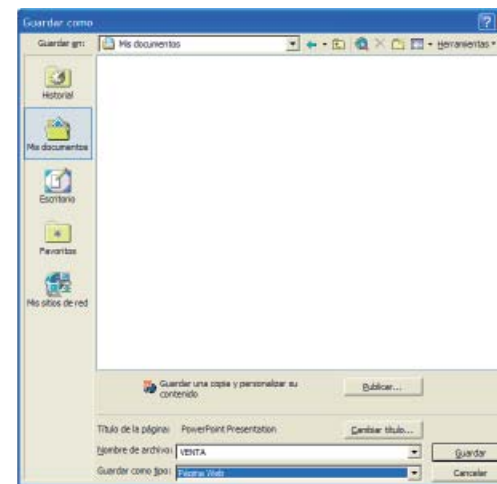 Guardar como
Guardar en:
Mis documentos
Herramientas
Historial
Mis documentos
Escritorio
Favoritos
Mis sitios de red
Guardar una copia y personalizar su
contenido
Publicar...
Título de la página:
PowerPoint Presentation
Cambiar título...
Nombre de archivo:
VENTA
Guardar
Guardar como tipo:
Página Web
Cancelar